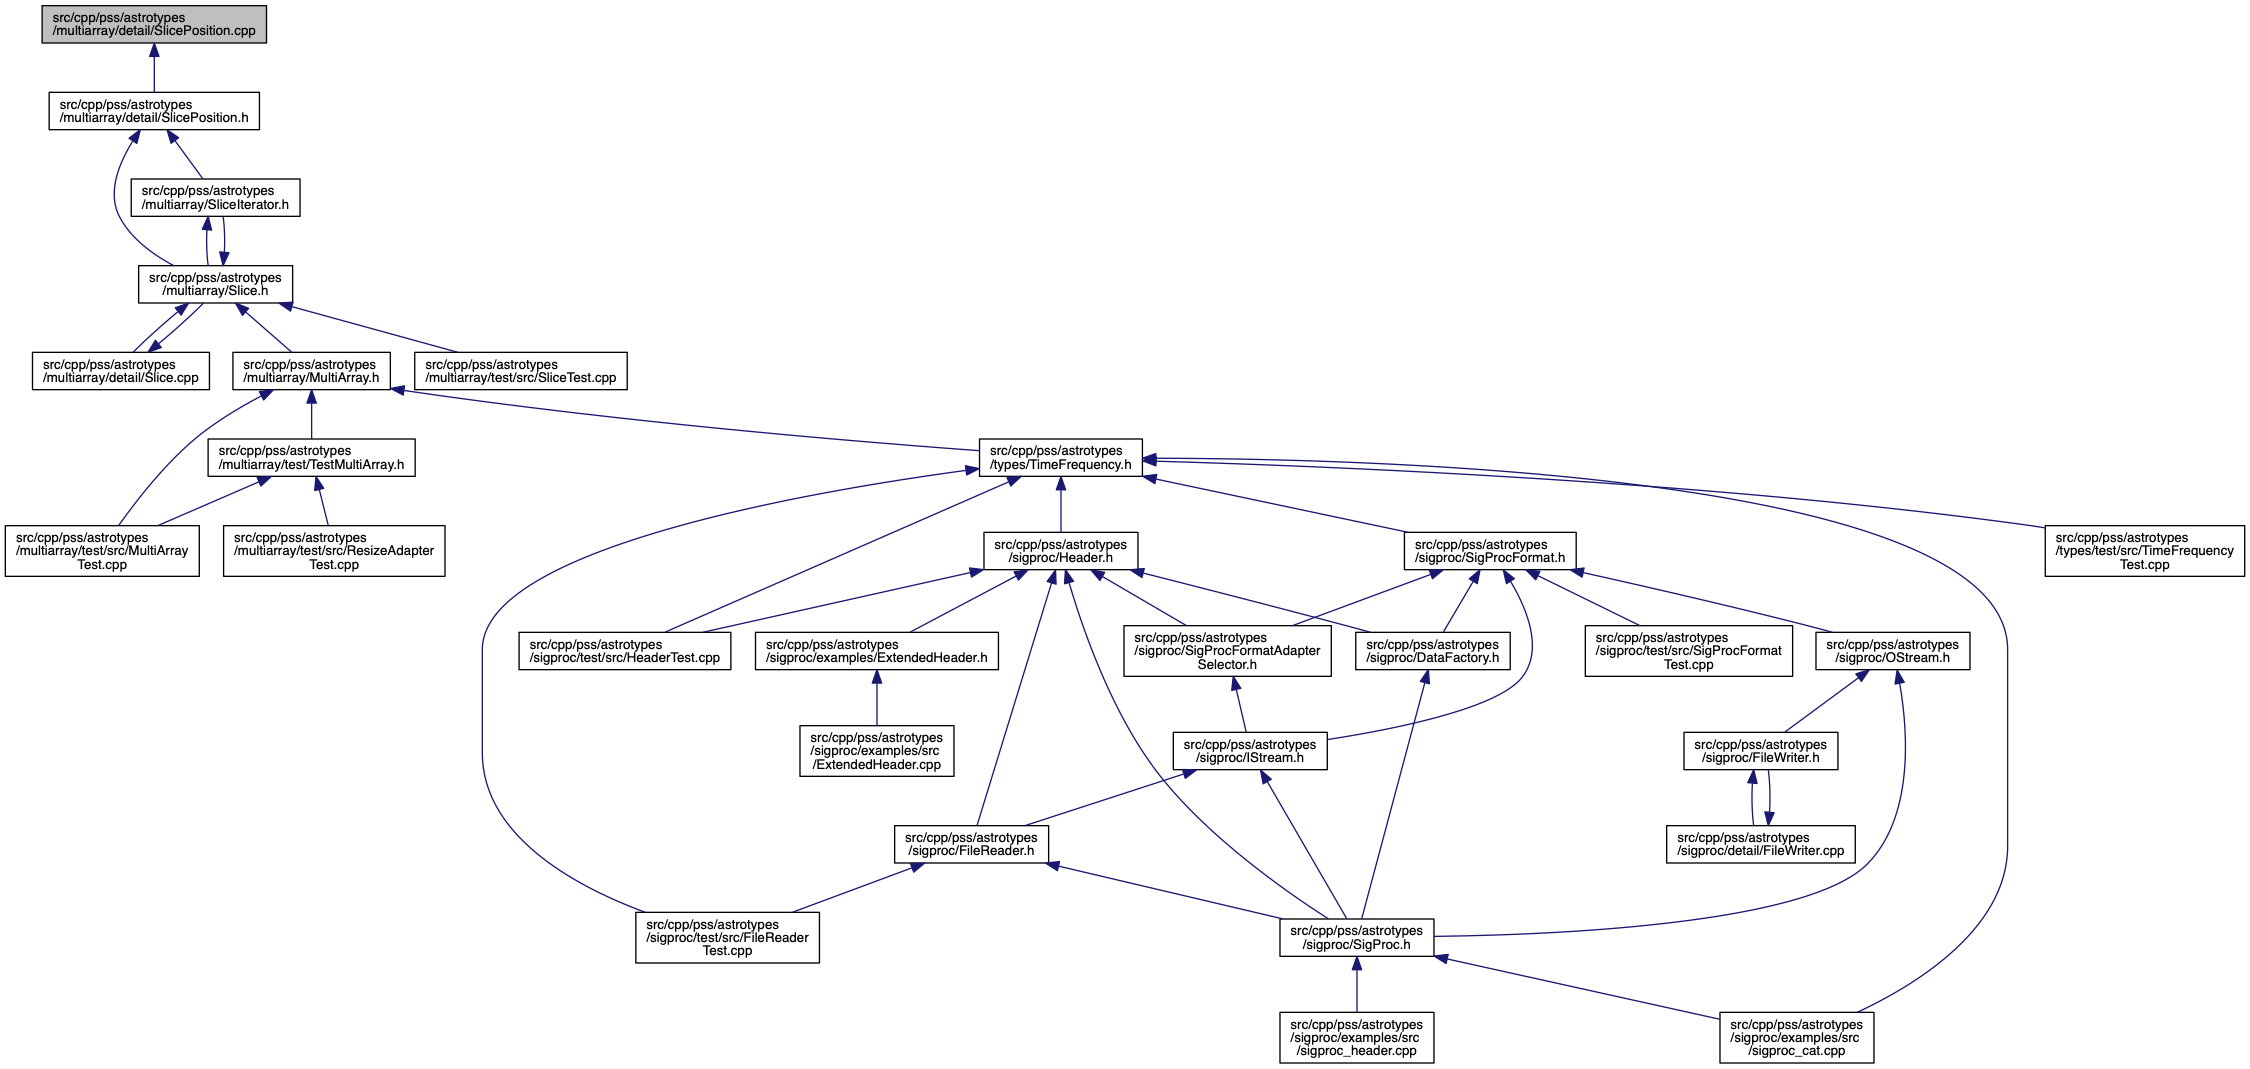 src/cpp/pss/astrotypes
/multiarray/detail/SlicePosition.cpp
src/cpp/pss/astrotypes
/multiarray/detail/SlicePosition.h
src/cpp/pss/astrotypes
/multiarray/SliceIterator.h
src/cpp/pss/astrotypes
/multiarray/Slice.h
src/cpp/pss/astrotypes
/multiarray/detail/Slice.cpp
src/cpp/pss/astrotypes
/multiarray/MultiArray.h
src/cpp/pss/astrotypes
/multiarray/test/src/SliceTest.cpp
src/cpp/pss/astrotypes
/multiarray/test/TestMultiArray.h
src/cpp/pss/astrotypes
/types/TimeFrequency.h
src/cpp/pss/astrotypes
/multiarray/test/src/MultiArray
Test.cpp
src/cpp/pss/astrotypes
/multiarray/test/src/ResizeAdapter
Test.cpp
src/cpp/pss/astrotypes
/sigproc/Header.h
src/cpp/pss/astrotypes
/sigproc/SigProcFormat.h
src/cpp/pss/astrotypes
/types/test/src/TimeFrequency
Test.cpp
src/cpp/pss/astrotypes
/sigproc/test/src/HeaderTest.cpp
src/cpp/pss/astrotypes
/sigproc/examples/ExtendedHeader.h
src/cpp/pss/astrotypes
/sigproc/SigProcFormatAdapter
Selector.h
src/cpp/pss/astrotypes
/sigproc/DataFactory.h
src/cpp/pss/astrotypes
/sigproc/test/src/SigProcFormat
Test.cpp
src/cpp/pss/astrotypes
/sigproc/OStream.h
src/cpp/pss/astrotypes
/sigproc/examples/src
/ExtendedHeader.cpp
src/cpp/pss/astrotypes
/sigproc/IStream.h
src/cpp/pss/astrotypes
/sigproc/FileWriter.h
src/cpp/pss/astrotypes
/sigproc/FileReader.h
src/cpp/pss/astrotypes
/sigproc/detail/FileWriter.cpp
src/cpp/pss/astrotypes
/sigproc/test/src/FileReader
Test.cpp
src/cpp/pss/astrotypes
/sigproc/SigProc.h
src/cpp/pss/astrotypes
/sigproc/examples/src
/sigproc_header.cpp
src/cpp/pss/astrotypes
/sigproc/examples/src
/sigproc_cat.cpp